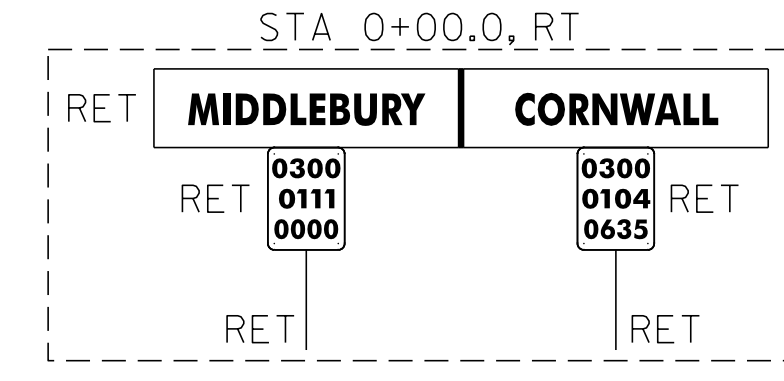 STA 0+00.0, RT
RET MIDDLEBURY CORNWALL
0300 0300
RET 0111 0104 RET
0000 0635
RET RET